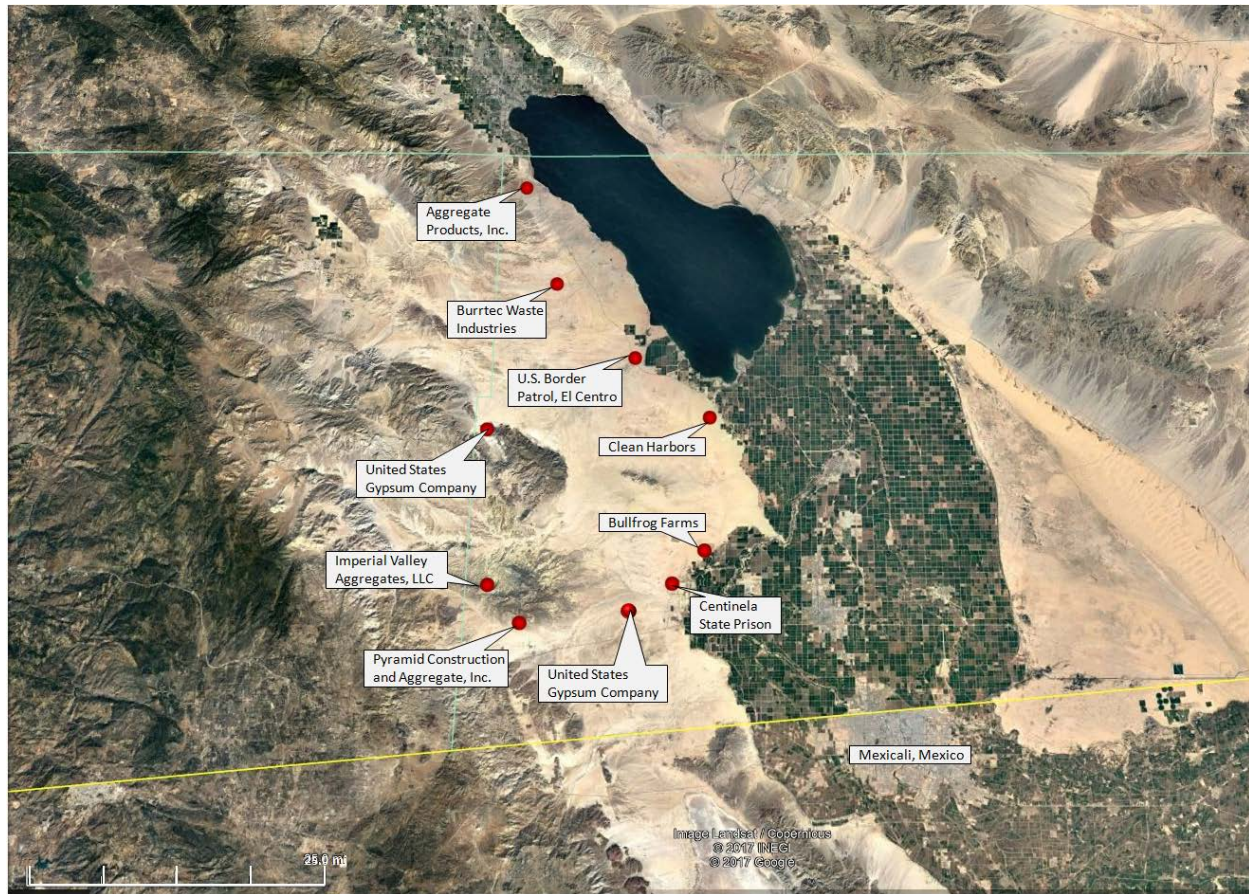 Aggregate
Products, Inc.
Burrtec Waste
Industries
U.S. Border
Patrol, El Centro
Clean Harbors
United States
Gypsum Company
Bullfrog Farms
Imperial Valley
Aggregates, LLC
Centinela
State Prison
Pyramid Construction
and Aggregate, Inc.
United States
Gypsum Company
Mexicali, Mexico
Image Landsat / Copernicus
© 2017 INEGI
© 2017 Google
25.0 mi